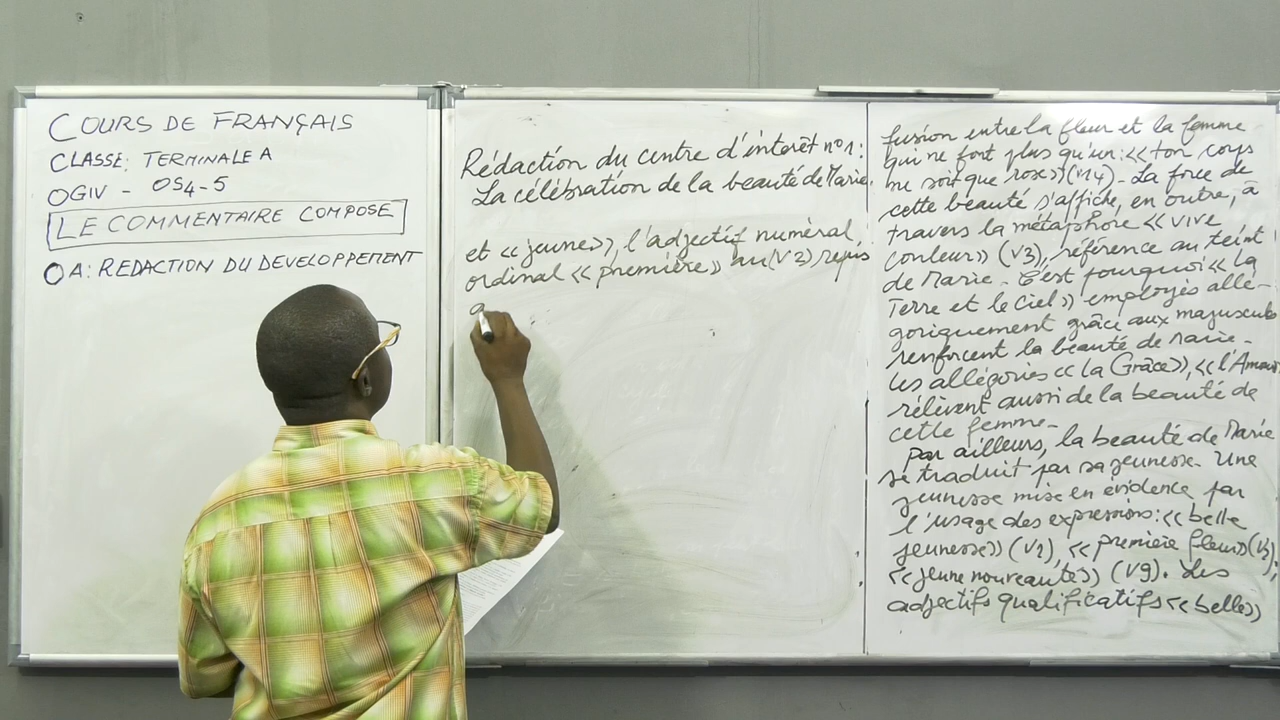 COURS DE FRANÇAIS
CLASSE: TERMINALE A
OGIV - OS4-5
LE COMMENTAIRE COMPOSE
OA: REDACTION DU DEVELOPPEMENT
Rédaction du centre d'intérêt n°1:
La célébration de la beauté de Marie.
et <<jeune>>, l'adjectif numéral
ordinal <<première>> au (v2) repris
fusion entre la fleur et la femme
qui ne font plus qu'un: <<ton corps
ne soit que rose>> (v14). La force de
cette beauté s'affiche, en outre, à
travers la métaphore <<vive
couleur>> (v3), référence au teint
de Marie. C'est pourquoi <<la
Terre et le Ciel>> employés allé-
goriquement grâce aux majuscules
renforcent la beauté de Marie.
Les allégories <<la Grâce>>, <<l'Amour
rélèvent aussi de la beauté de
cette femme.
Par ailleurs, la beauté de Marie
se traduit par sa jeunesse. Une
jeunesse mise en évidence par
l'usage des expressions: <<belle
jeunesse>> (v2), <<première fleur>> (v2),
<<jeune nouveauté>> (v9). Les
adjectifs qualificatifs <<belle>>